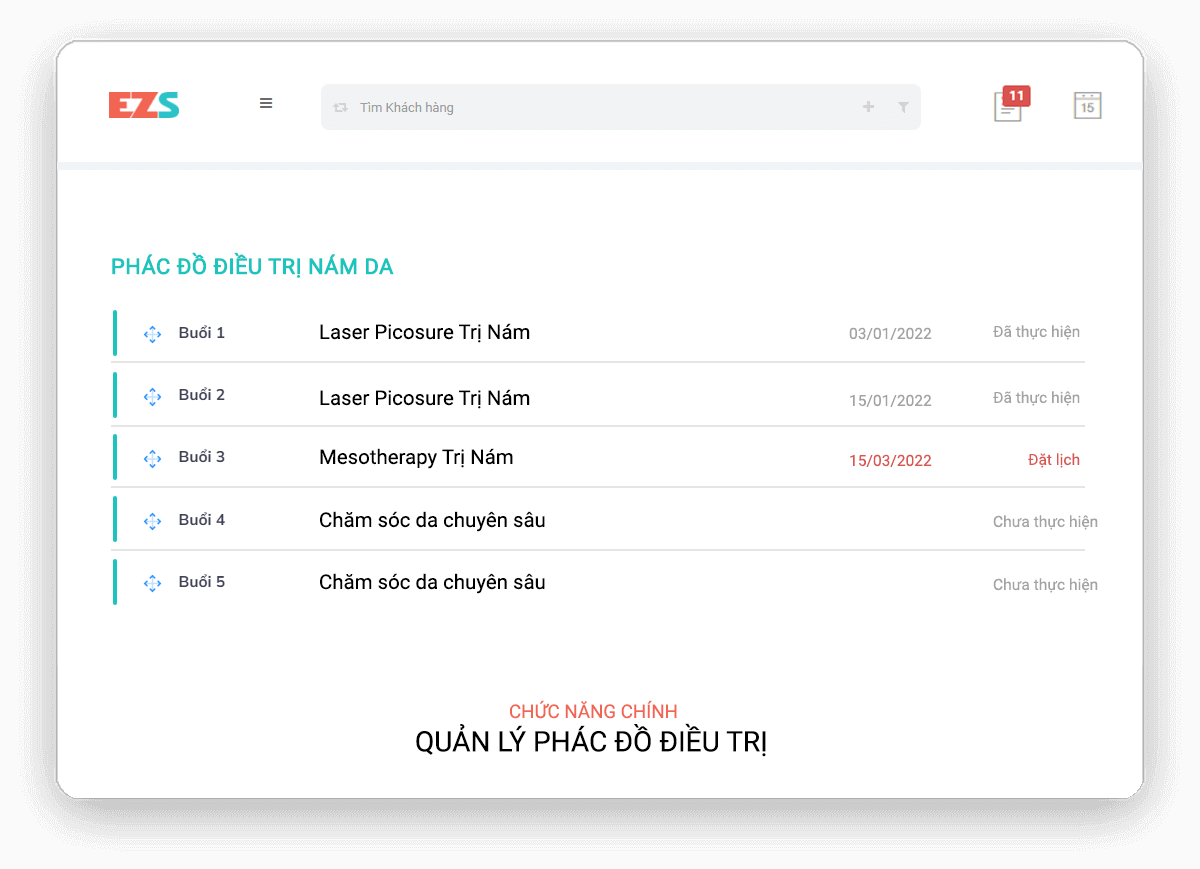 EZS
Tìm Khách hàng
11
15
PHÁC ĐỒ ĐIỀU TRỊ NÁM DA
Buổi 1 Laser Picosure Trị Nám 03/01/2022 Đã thực hiện
Buổi 2 Laser Picosure Trị Nám 15/01/2022 Đã thực hiện
Buổi 3 Mesotherapy Trị Nám 15/03/2022 Đặt lịch
Buổi 4 Chăm sóc da chuyên sâu Chưa thực hiện
Buổi 5 Chăm sóc da chuyên sâu Chưa thực hiện
CHỨC NĂNG CHÍNH
QUẢN LÝ PHÁC ĐỒ ĐIỀU TRỊ